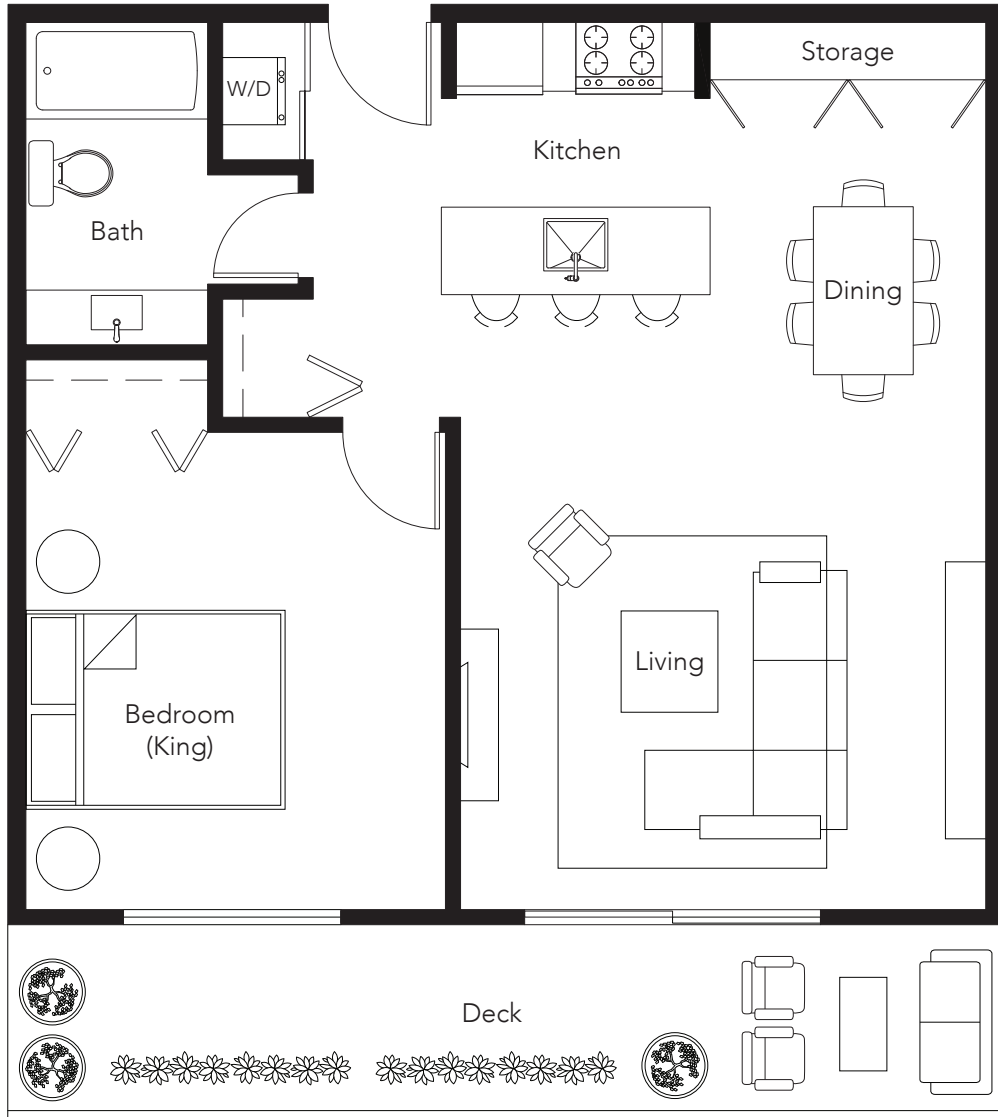 Storage
W/D
Kitchen
Bath
Dining
Living
Bedroom
(King)
Deck